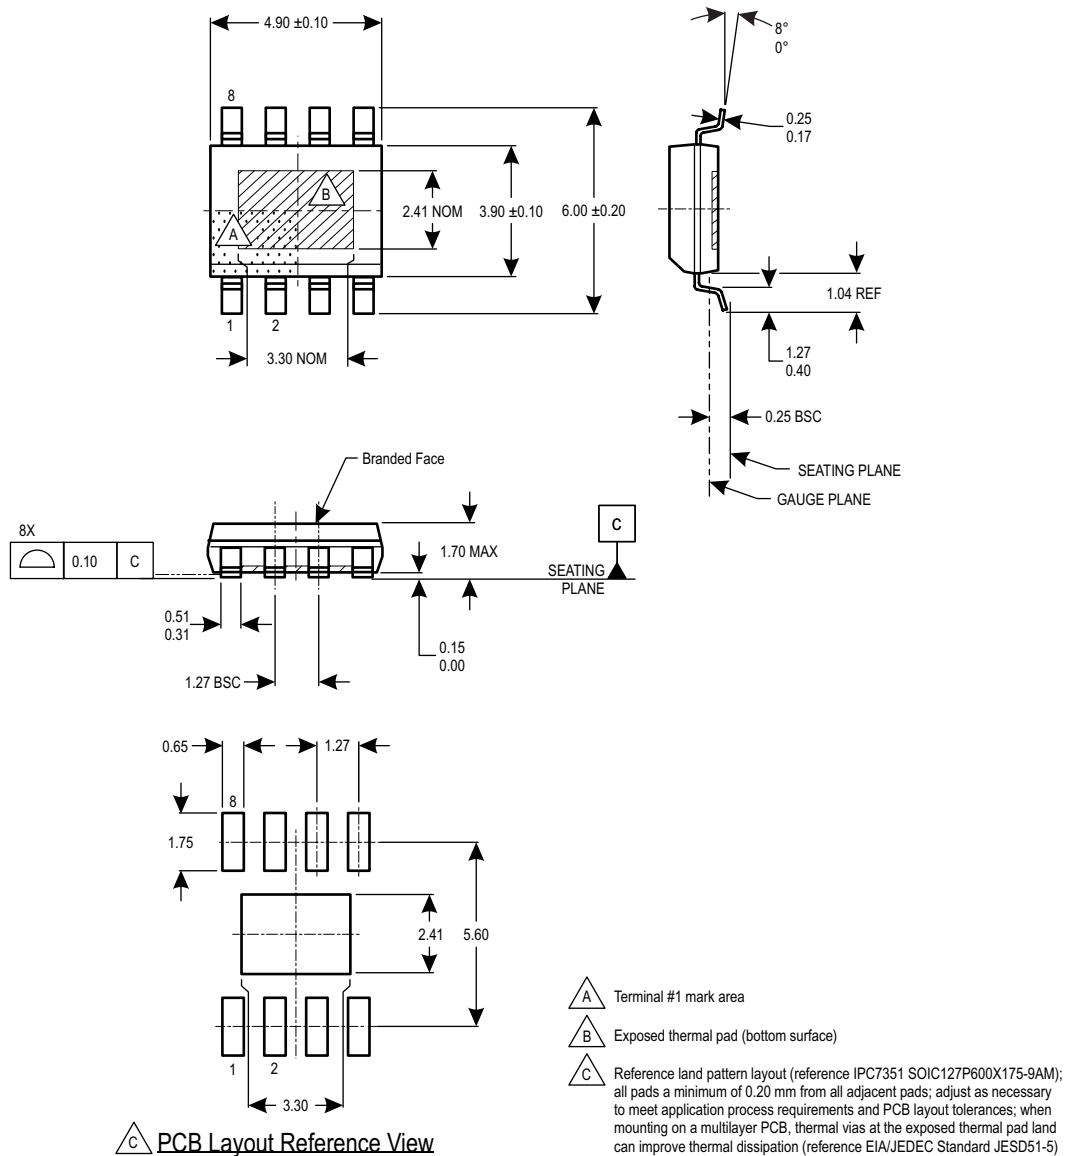 4.90 ±0.10
8°
0°
8
0.25
0.17
B
A
2.41 NOM
3.90 ±0.10
6.00 ±0.20
1.04 REF
1
2
3.30 NOM
1.27
0.40
0.25 BSC
SEATING PLANE
GAUGE PLANE
Branded Face
8X
0.10
C
1.70 MAX
C
SEATING
PLANE
0.51
0.31
0.15
0.00
1.27 BSC
0.65
1.27
8
1.75
2.41
5.60
1
2
3.30
C PCB Layout Reference View
A Terminal #1 mark area
B Exposed thermal pad (bottom surface)
C Reference land pattern layout (reference IPC7351 SOIC127P600X175-9AM);
all pads a minimum of 0.20 mm from all adjacent pads; adjust as necessary
to meet application process requirements and PCB layout tolerances; when
mounting on a multilayer PCB, thermal vias at the exposed thermal pad land
can improve thermal dissipation (reference EIA/JEDEC Standard JESD51-5)